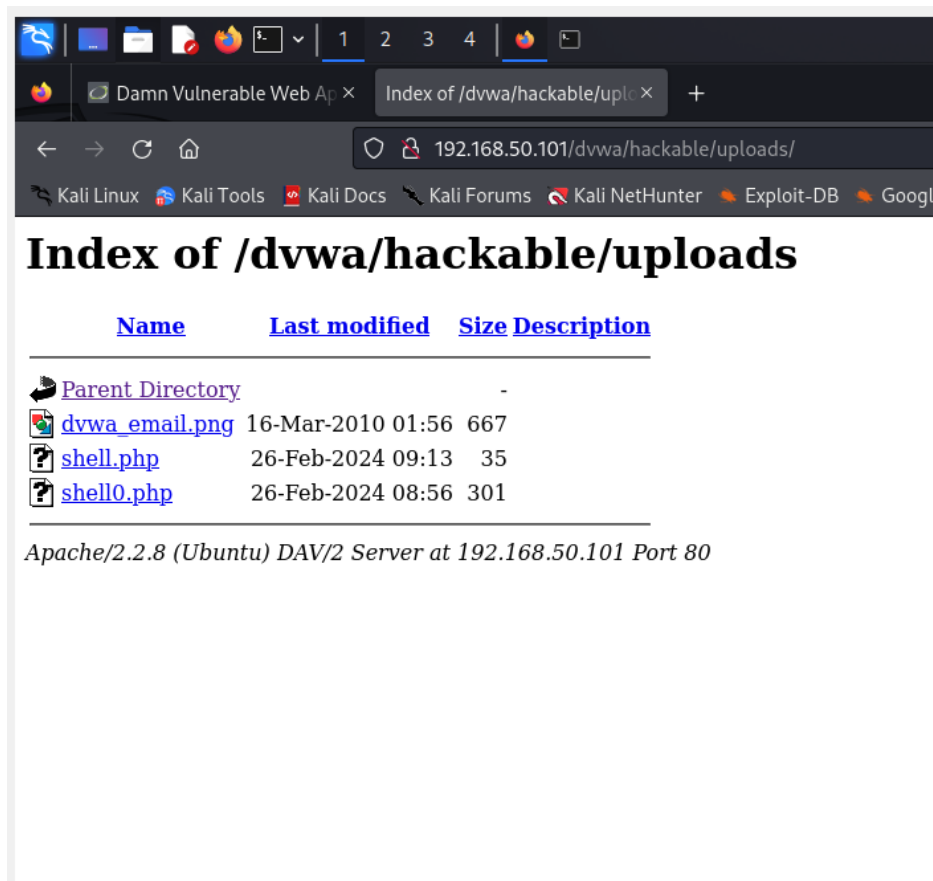 1 2 3 4
Damn Vulnerable Web Ap × Index of /dvwa/hackable/uplo × +
192.168.50.101/dvwa/hackable/uploads/
Kali Linux Kali Tools Kali Docs Kali Forums Kali NetHunter Exploit-DB Googl
Index of /dvwa/hackable/uploads
Name Last modified Size Description
Parent Directory -
dvwa_email.png 16-Mar-2010 01:56 667
shell.php 26-Feb-2024 09:13 35
shell0.php 26-Feb-2024 08:56 301
Apache/2.2.8 (Ubuntu) DAV/2 Server at 192.168.50.101 Port 80